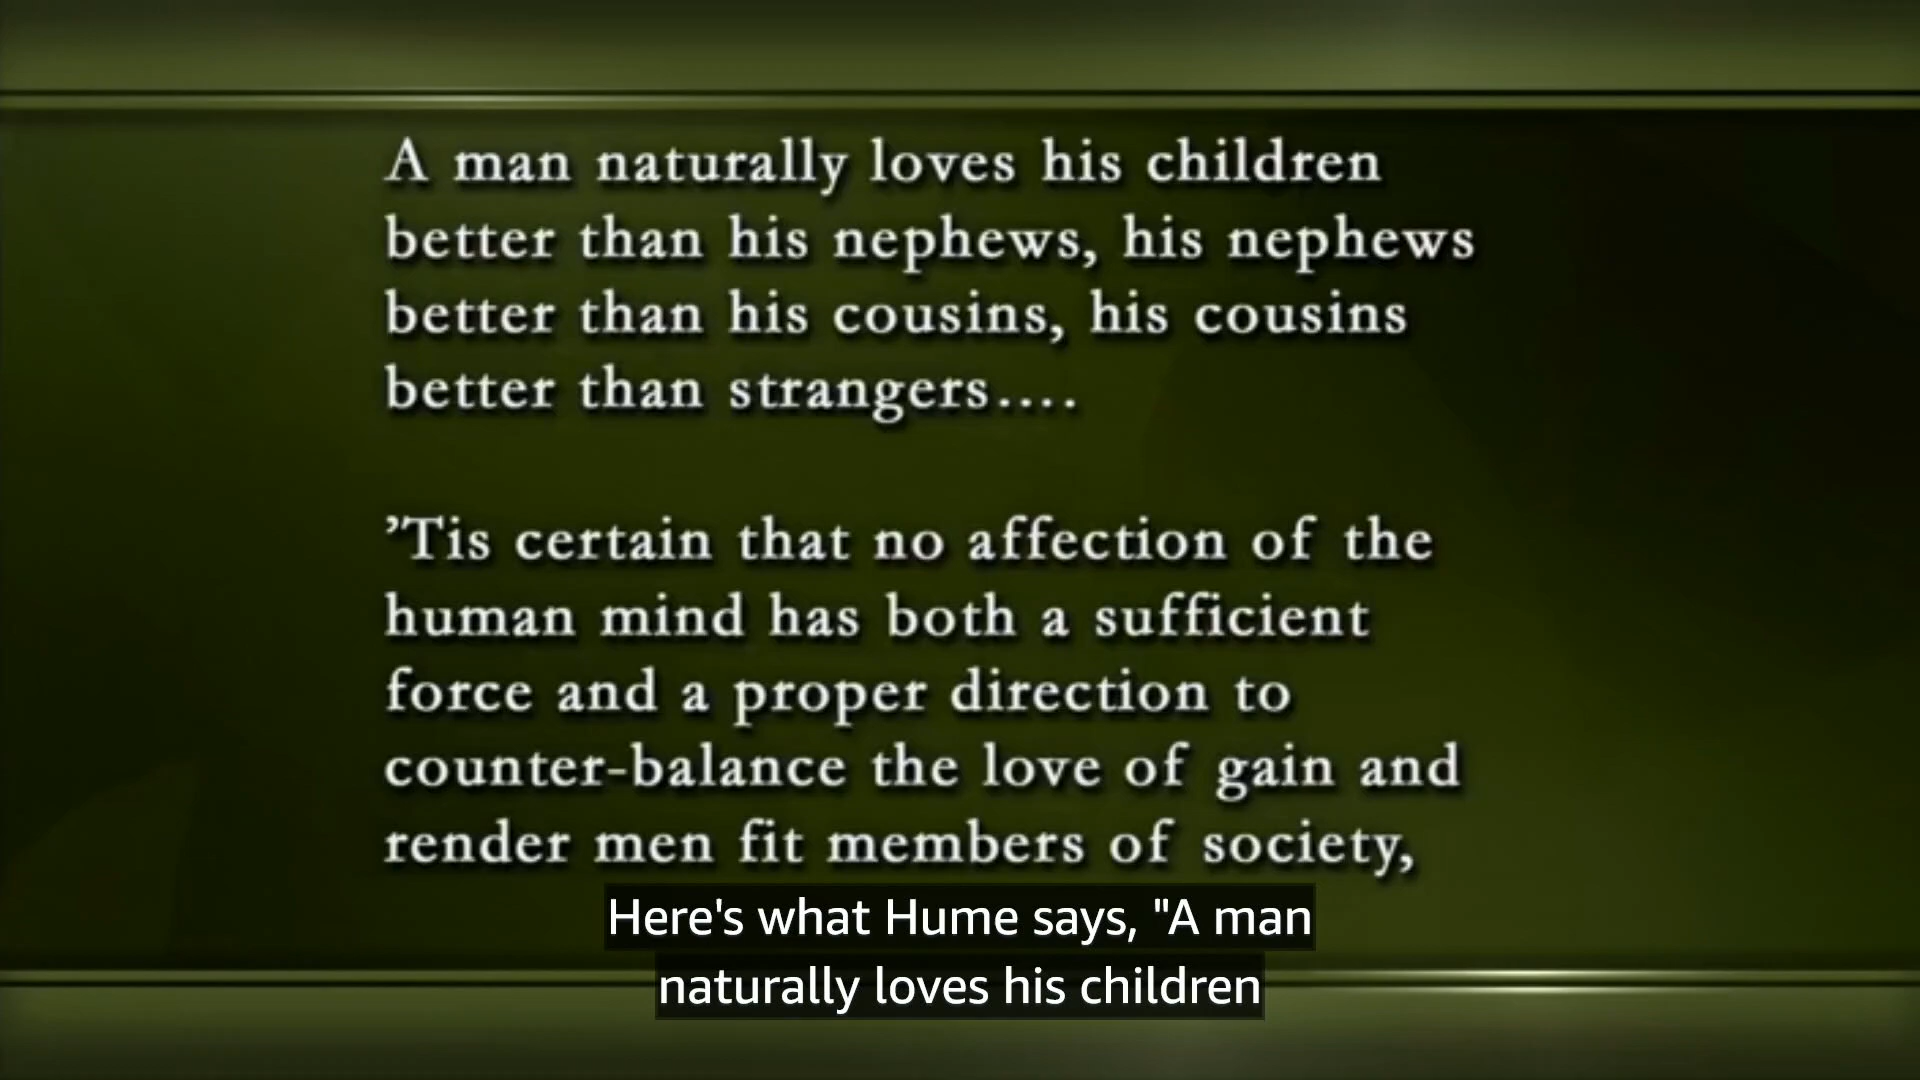 A man naturally loves his children
better than his nephews, his nephews
better than his cousins, his cousins
better than strangers....
’Tis certain that no affection of the
human mind has both a sufficient
force and a proper direction to
counter-balance the love of gain and
render men fit members of society,
Here's what Hume says, "A man
naturally loves his children